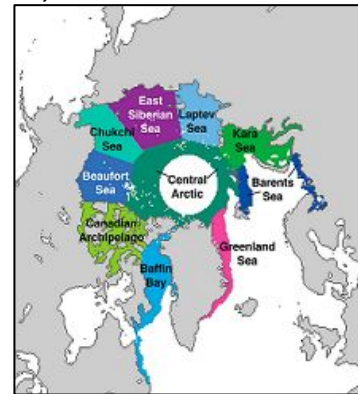 East
Siberian
Sea
Laptev
Sea
Chukchi
Sea
Kara
Sea
Beaufort
Sea
Central
Arctic
Barents
Sea
Canadian
Archipelago
Greenland
Sea
Baffin
Bay